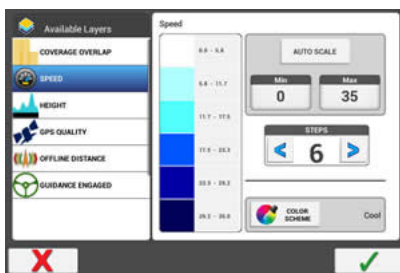 Available Layers
COVERAGE OVERLAP
SPEED
HEIGHT
GPS QUALITY
OFFLINE DISTANCE
GUIDANCE ENGAGED
Speed
0.0 - 5.8
5.8 - 11.7
11.7 - 17.5
17.5 - 23.3
23.3 - 29.2
29.2 - 35.0
AUTO SCALE
Min
Max
0
35
STEPS
6
COLOR
SCHEME
Cool